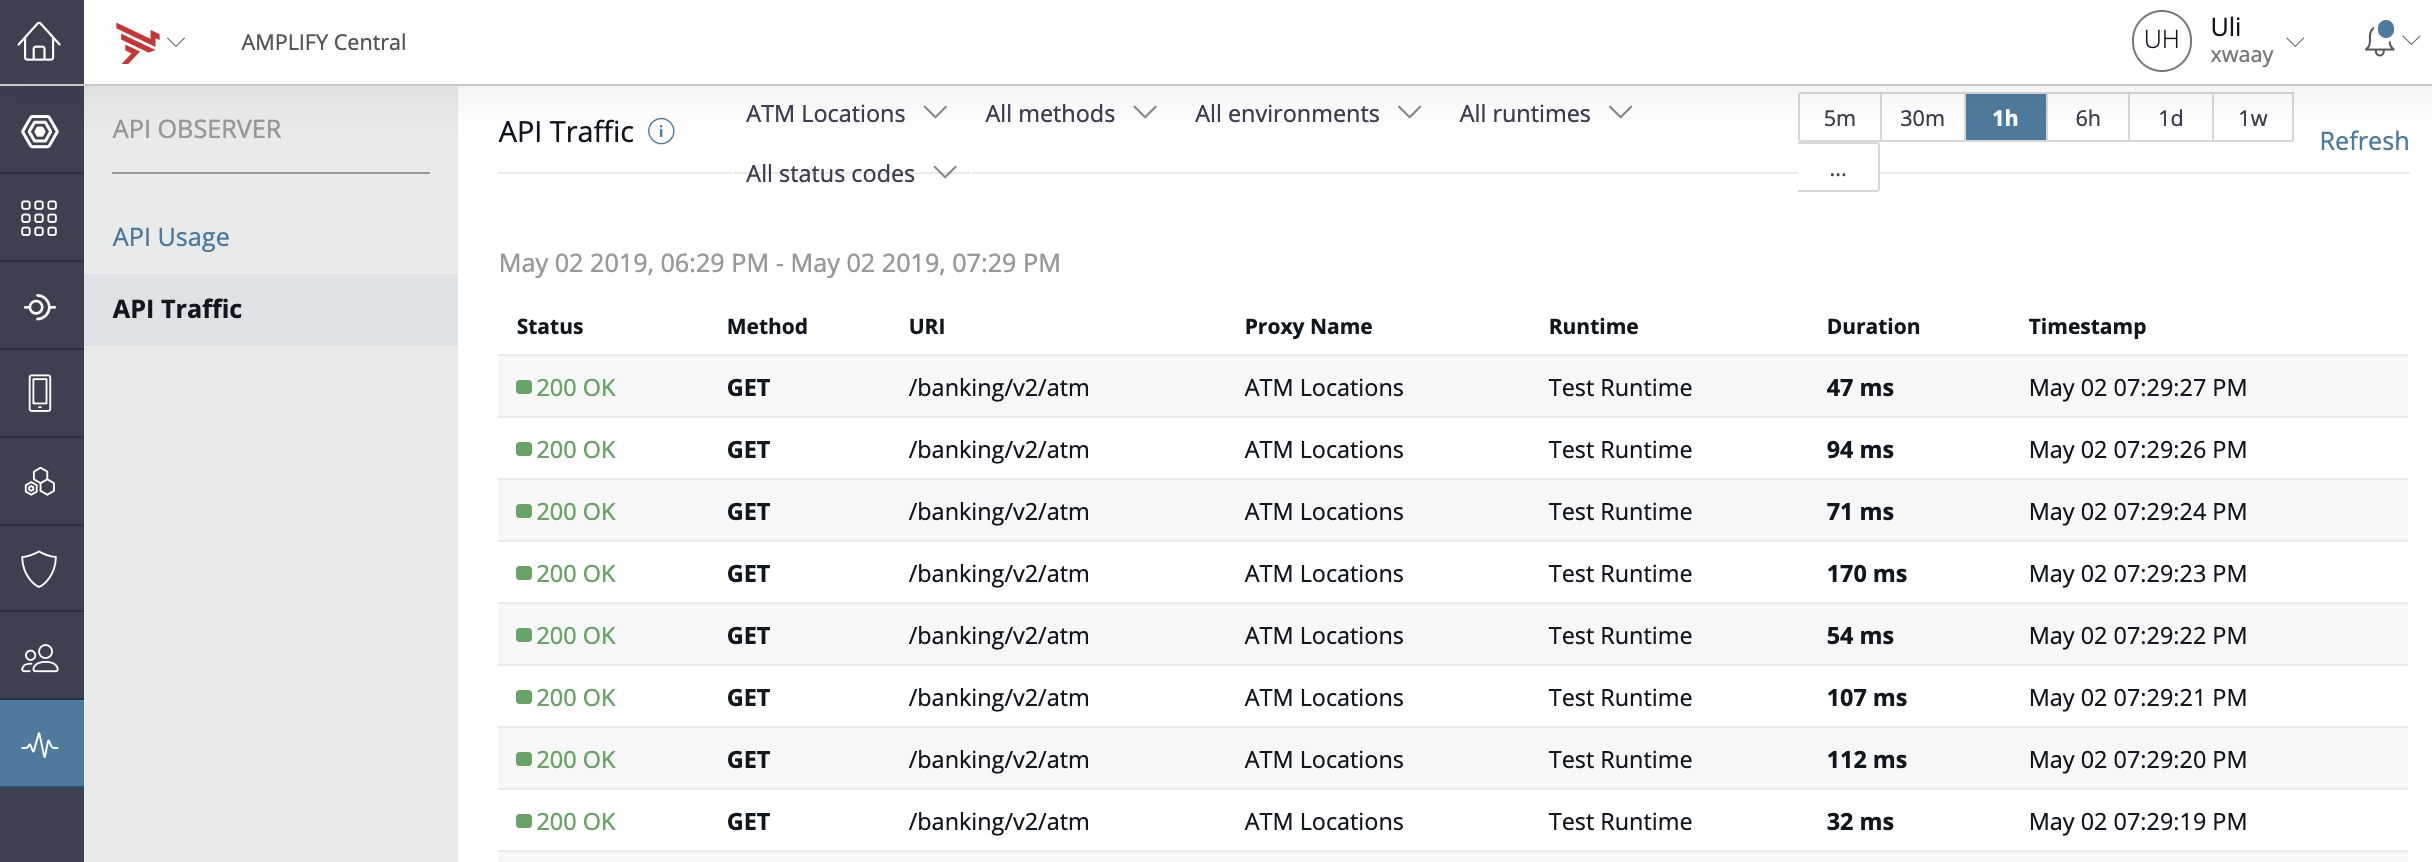 AMPLIFY Central
UH
Uli
xwaay
API OBSERVER
API Usage
API Traffic
API Traffic i
ATM Locations All methods All environments All runtimes
All status codes
5m 30m 1h 6h 1d 1w
...
Refresh
May 02 2019, 06:29 PM - May 02 2019, 07:29 PM
Status Method URI Proxy Name Runtime Duration Timestamp
200 OK GET /banking/v2/atm ATM Locations Test Runtime 47 ms May 02 07:29:27 PM
200 OK GET /banking/v2/atm ATM Locations Test Runtime 94 ms May 02 07:29:26 PM
200 OK GET /banking/v2/atm ATM Locations Test Runtime 71 ms May 02 07:29:24 PM
200 OK GET /banking/v2/atm ATM Locations Test Runtime 170 ms May 02 07:29:23 PM
200 OK GET /banking/v2/atm ATM Locations Test Runtime 54 ms May 02 07:29:22 PM
200 OK GET /banking/v2/atm ATM Locations Test Runtime 107 ms May 02 07:29:21 PM
200 OK GET /banking/v2/atm ATM Locations Test Runtime 112 ms May 02 07:29:20 PM
200 OK GET /banking/v2/atm ATM Locations Test Runtime 32 ms May 02 07:29:19 PM